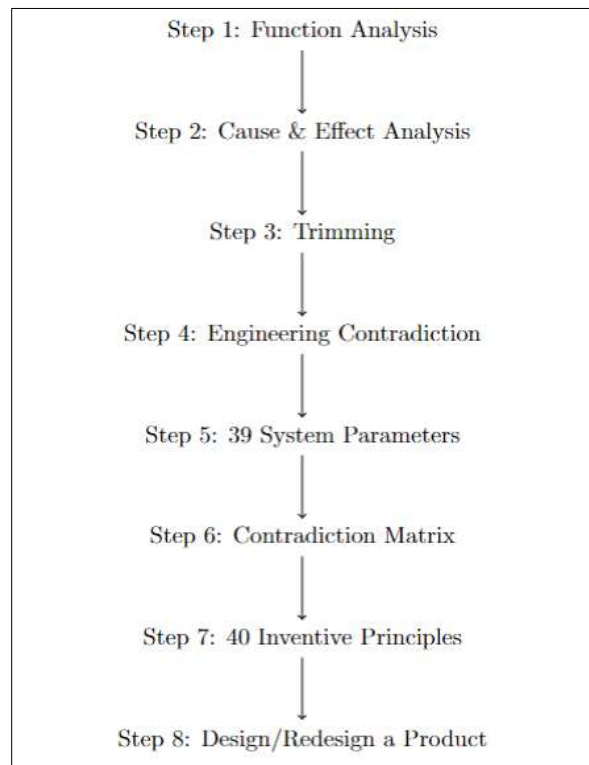 Step 1: Function Analysis
Step 2: Cause & Effect Analysis
Step 3: Trimming
Step 4: Engineering Contradiction
Step 5: 39 System Parameters
Step 6: Contradiction Matrix
Step 7: 40 Inventive Principles
Step 8: Design/Redesign a Product